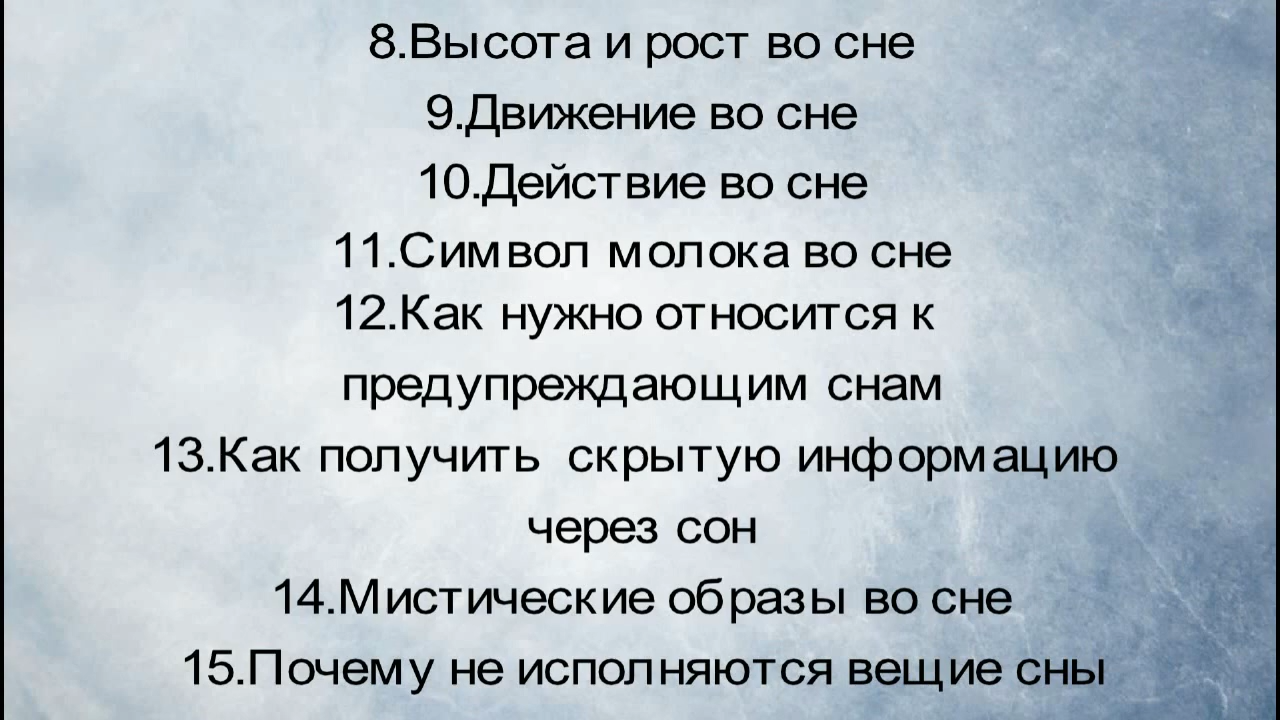 8.Высота и рост во сне
9.Движение во сне
10.Действие во сне
11.Символ молока во сне
12.Как нужно относится к
предупреждающим снам
13.Как получить скрытую информацию
через сон
14.Мистические образы во сне
15.Почему не исполняются вещие сны